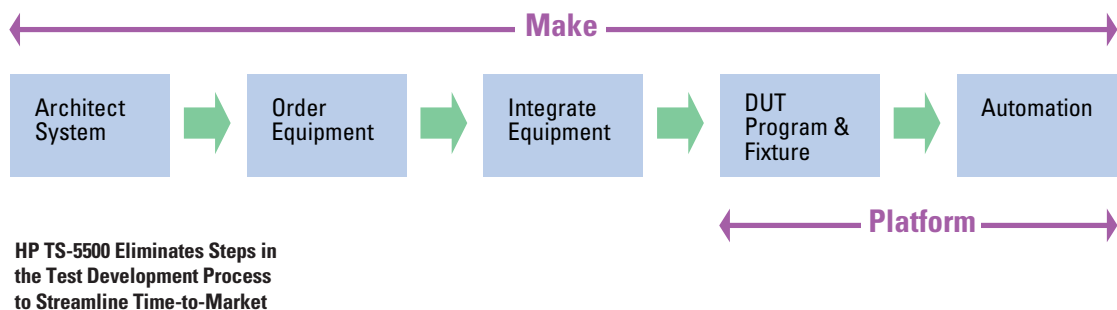 Make
Architect
System
Order
Equipment
Integrate
Equipment
DUT
Program &
Fixture
Automation
Platform
HP TS-5500 Eliminates Steps in
the Test Development Process
to Streamline Time-to-Market